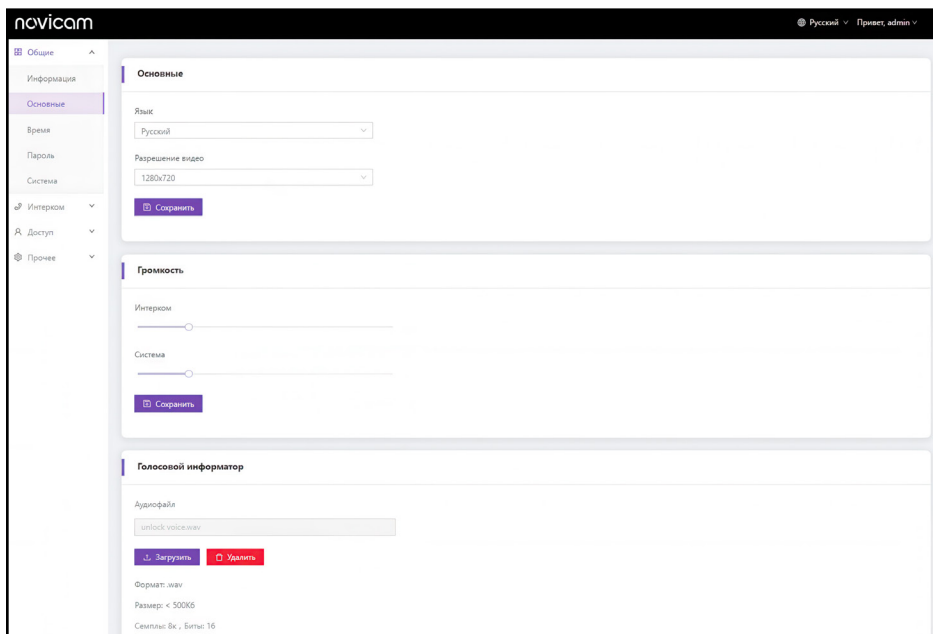 novicam
Русский
Привет, admin
Общие
Информация
Основные
Время
Пароль
Система
Интерком
Доступ
Прочее
Основные
Язык
Русский
Разрешение видео
1280x720
Сохранить
Громкость
Интерком
Система
Сохранить
Голосовой информатор
Аудиофайл
unlock voice.wav
Загрузить
Удалить
Формат: .wav
Размер: < 500Кб
Семплы: 8к , Биты: 16